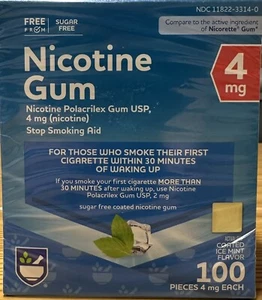 NDC 11822-3314-0
FREE
FR M
SUGAR
FREE
Compare to the active ingredient
of Nicorette® Gum*
Nicotine
Gum
4
mg
Nicotine Polacrilex Gum USP,
4 mg (nicotine)
Stop Smoking Aid
FOR THOSE WHO SMOKE THEIR FIRST
CIGARETTE WITHIN 30 MINUTES
OF WAKING UP
If you smoke your first cigarette MORE THAN
30 MINUTES after waking up, use Nicotine
Polacrilex Gum USP, 2 mg
sugar free coated nicotine gum
COATED
ICE MINT
FLAVOR
100
PIECES 4 mg EACH